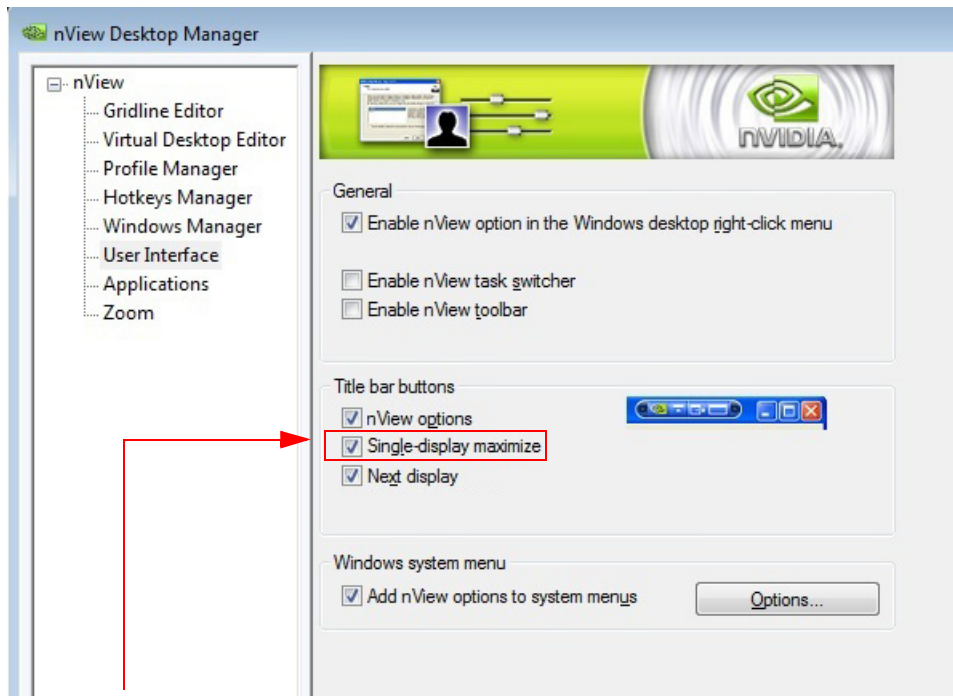 nView Desktop Manager
nView
Gridline Editor
Virtual Desktop Editor
Profile Manager
Hotkeys Manager
Windows Manager
User Interface
Applications
Zoom
NVIDIA.
General
Enable nView option in the Windows desktop right-click menu
Enable nView task switcher
Enable nView toolbar
Title bar buttons
nView options
Single-display maximize
Next display
Windows system menu
Add nView options to system menus
Options...